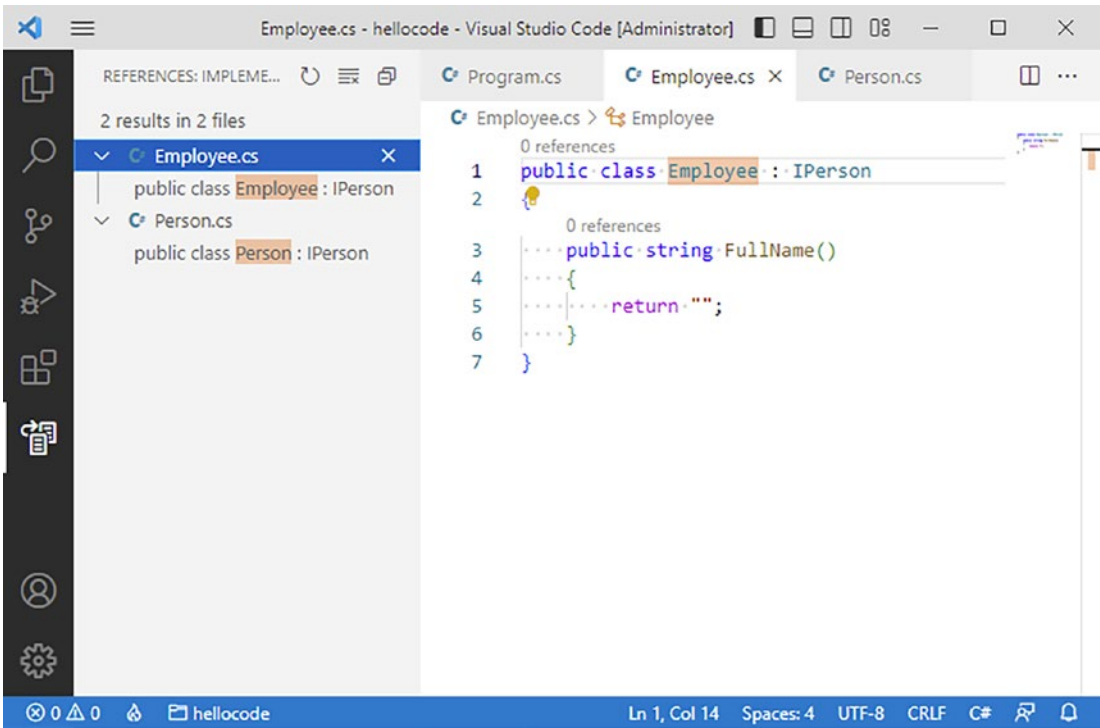 Employee.cs - hellocode - Visual Studio Code [Administrator]
REFERENCES: IMPLEME...
2 results in 2 files
Employee.cs
public class Employee : IPerson
Person.cs
public class Person : IPerson
Program.cs
Employee.cs
Person.cs
Employee.cs > Employee
0 references
1 public class Employee : IPerson
2 {
0 references
3 public string FullName()
4 {
5 return "";
6 }
7 }
0 0 hellocode Ln 1, Col 14 Spaces: 4 UTF-8 CRLF C#